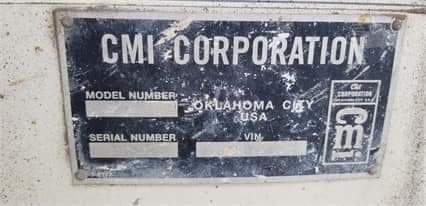 CMI CORPORATION
MODEL NUMBER
OKLAHOMA CITY
USA
SERIAL NUMBER
VIN
CMI
CORPORATION
cmi